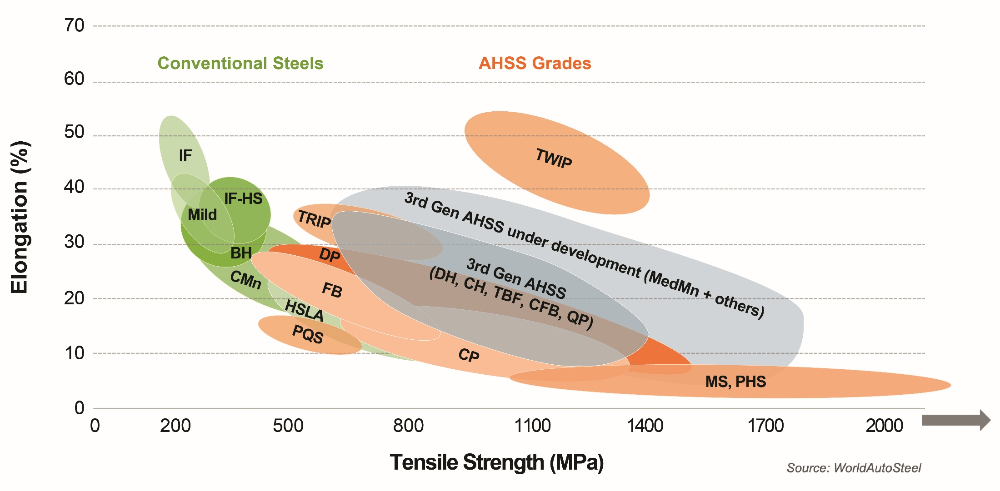 70
Conventional Steels
AHSS Grades
60
50
IF
TWIP
40
IF-HS
3rd Gen AHSS under development (MedMn + others)
Mild
TRIP
30
BH
DP
3rd Gen AHSS
(DH, CH, TBF, CFB, QP)
CMn
FB
20
HSLA
PQS
10
CP
MS, PHS
0
0 200 500 800 1100 1400 1700 2000
Elongation (%)
Tensile Strength (MPa)
Source: WorldAutoSteel